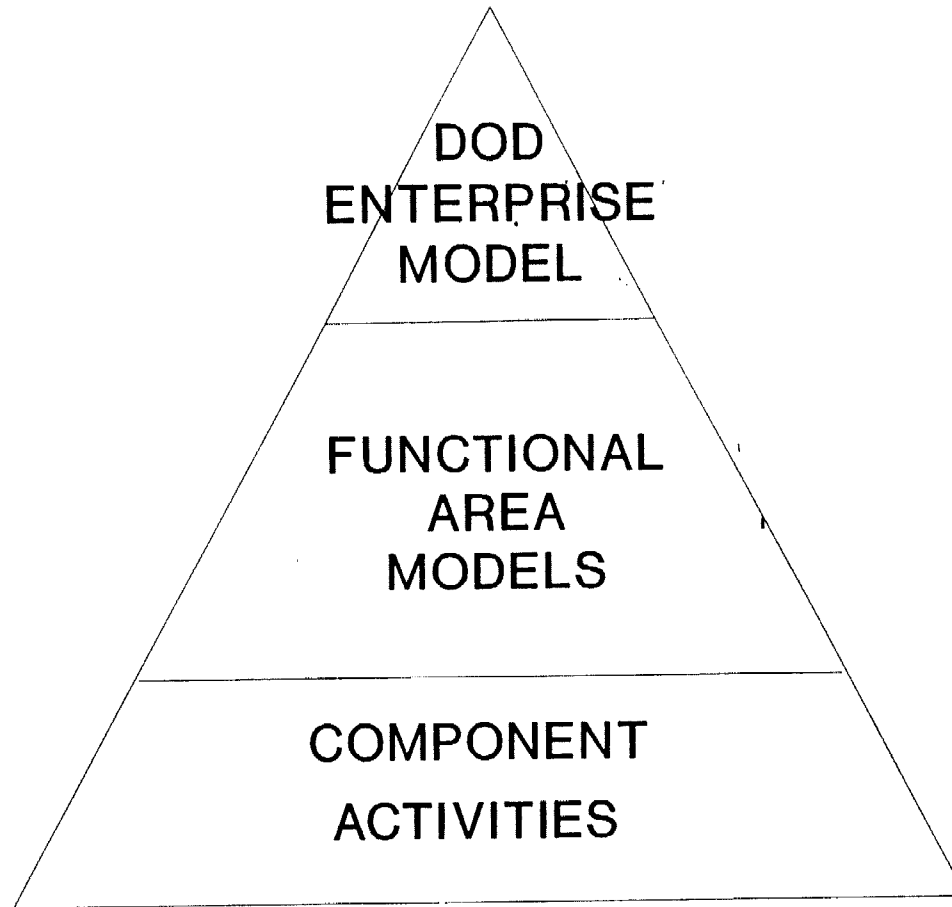 DOD
ENTERPRISE
MODEL
FUNCTIONAL
AREA
MODELS
COMPONENT
ACTIVITIES